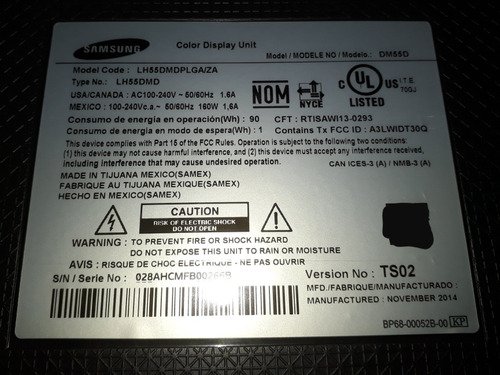 SAMSUNG
Color Display Unit
Model / MODELE NO / Modelo.: DM55D
Model Code : LH55DMDPLGA/ZA
Type No. : LH55DMD
USA/CANADA : AC100-240V ~ 50/60Hz 1.6A
MEXICO : 100-240Vc.a.~ 50/60Hz 160W 1,6A
NOM
NYCE
C UL US
LISTED
I.T.E.
70GJ
Consumo de energía en operación(Wh) : 90
CFT : RTISAWI13-0293
Consumo de energía en modo de espera(Wh) : 1
Contains Tx FCC ID : A3LWIDT30Q
This device complies with Part 15 of the FCC Rules. Operation is subject to the following two conditions:
(1) this device may not cause harmful interference, and (2) this device must accept any interference received,
including interference that may cause undesired operation.
CAN ICES-3 (A) / NMB-3 (A)
MADE IN TIJUANA MEXICO(SAMEX)
FABRIQUE AU TIJUANA MEXIQUE(SAMEX)
HECHO EN MEXICO(SAMEX)
CAUTION
RISK OF ELECTRIC SHOCK
DO NOT OPEN
WARNING : TO PREVENT FIRE OR SHOCK HAZARD
DO NOT EXPOSE THIS UNIT TO RAIN OR MOISTURE
AVIS : RISQUE DE CHOC ELECTRIQUE - NE PAS OUVRIR
S/N / Serie No :
Version No : TS02
MFD./FABRIQUE/MANUFACTURADO :
MANUFACTURED : NOVEMBER 2014
BP68-00052B-00 KP